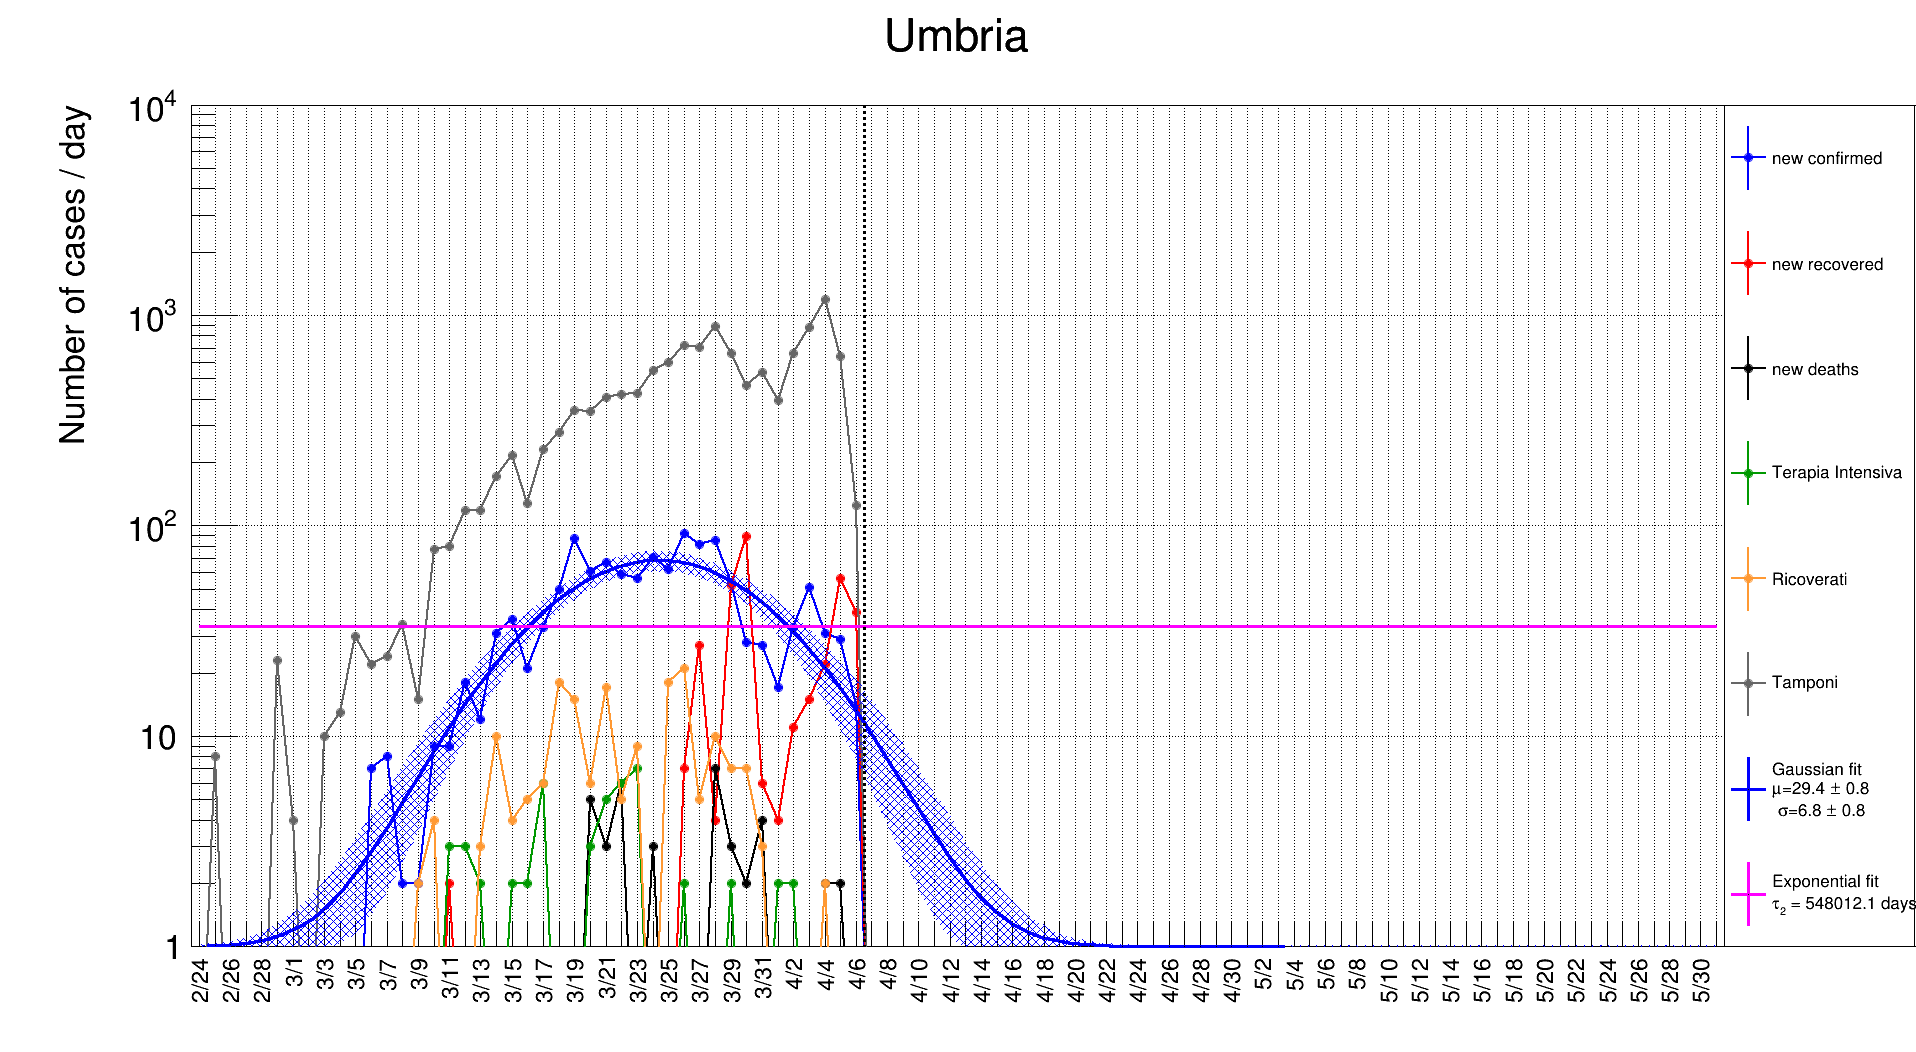 Umbria
Number of cases / day
10^4
10^3
10^2
10
1
2/24 2/26 2/28 3/1 3/3 3/5 3/7 3/9 3/11 3/13 3/15 3/17 3/19 3/21 3/23 3/25 3/27 3/29 3/31 4/2 4/4 4/6 4/8 4/10 4/12 4/14 4/16 4/18 4/20 4/22 4/24 4/26 4/28 4/30 5/2 5/4 5/6 5/8 5/10 5/12 5/14 5/16 5/18 5/20 5/22 5/24 5/26 5/28 5/30
new confirmed
new recovered
new deaths
Terapia Intensiva
Ricoverati
Tamponi
Gaussian fit
μ=29.4 ± 0.8
σ=6.8 ± 0.8
Exponential fit
τ₂ = 548012.1 days